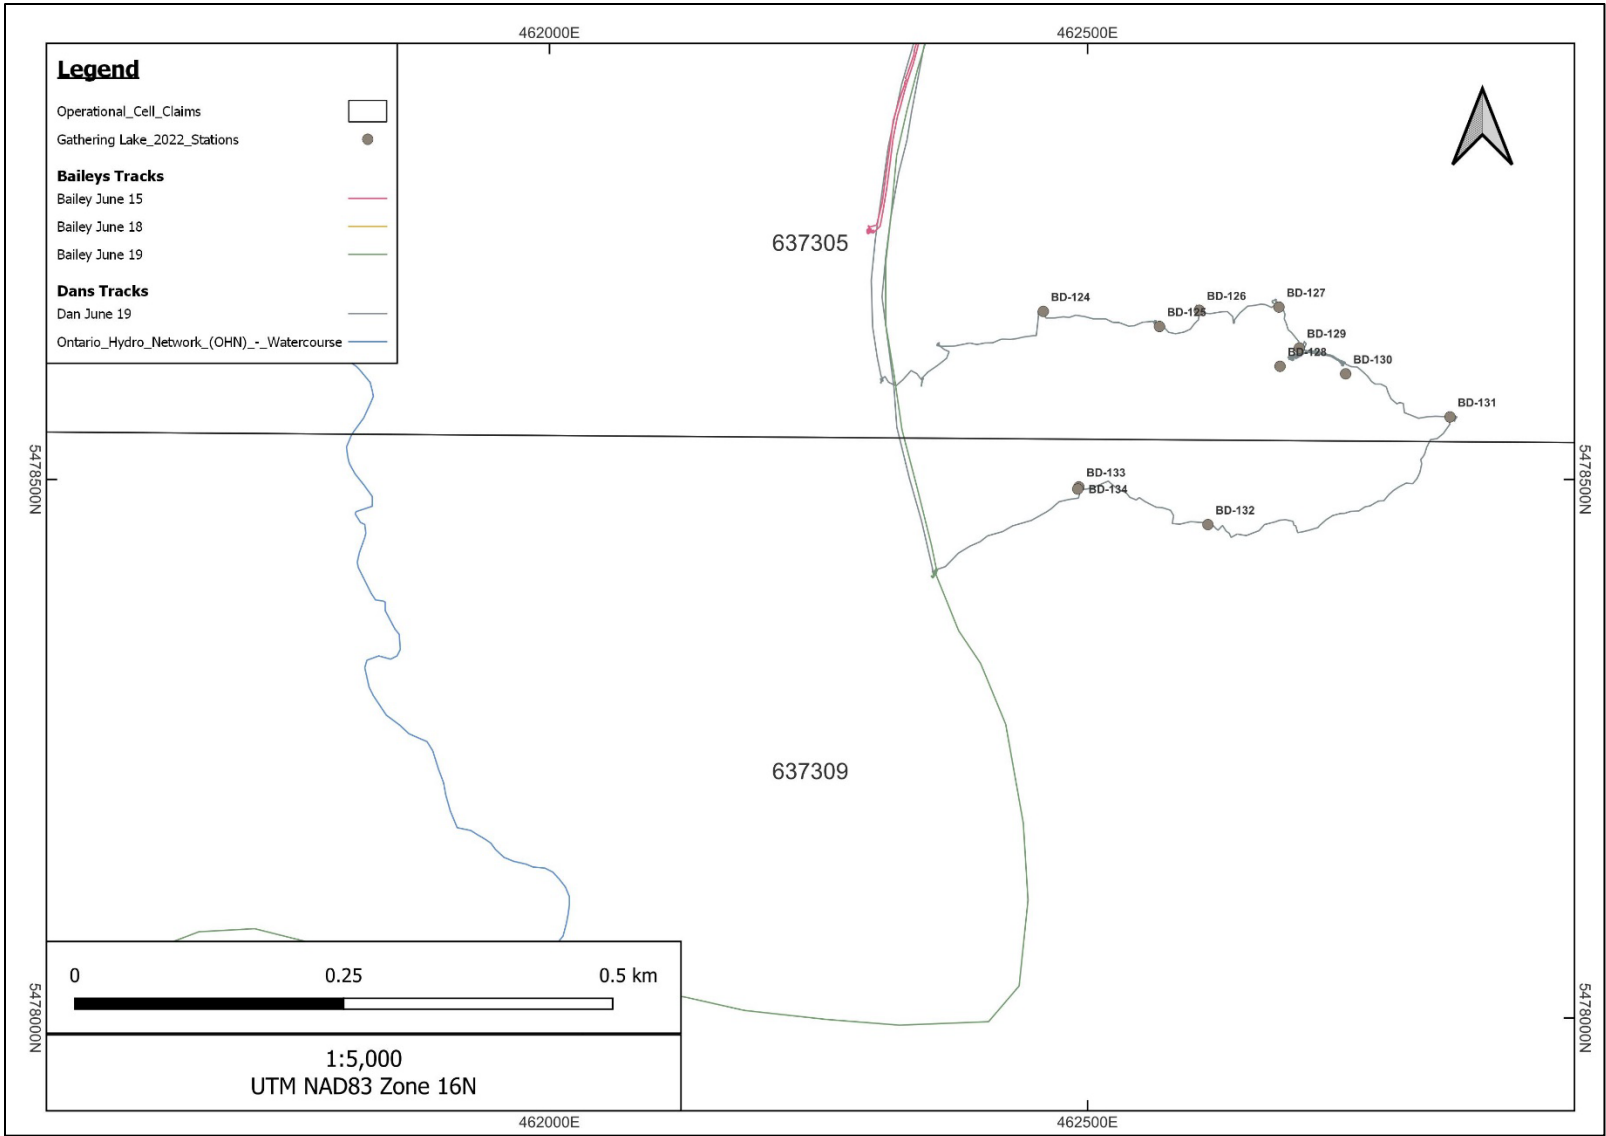 462000E
462500E
Legend
Operational_Cell_Claims
Gathering Lake_2022_Stations
Baileys Tracks
Bailey June 15
Bailey June 18
Bailey June 19
Dans Tracks
Dan June 19
Ontario_Hydro_Network_(OHN)_-_Watercourse
637305
BD-124
BD-125
BD-126
BD-127
BD-129
BD-128
BD-130
BD-131
5478500N
5478500N
BD-133
BD-134
BD-132
637309
0 0.25 0.5 km
5478000N
5478000N
1:5,000
UTM NAD83 Zone 16N
462000E
462500E